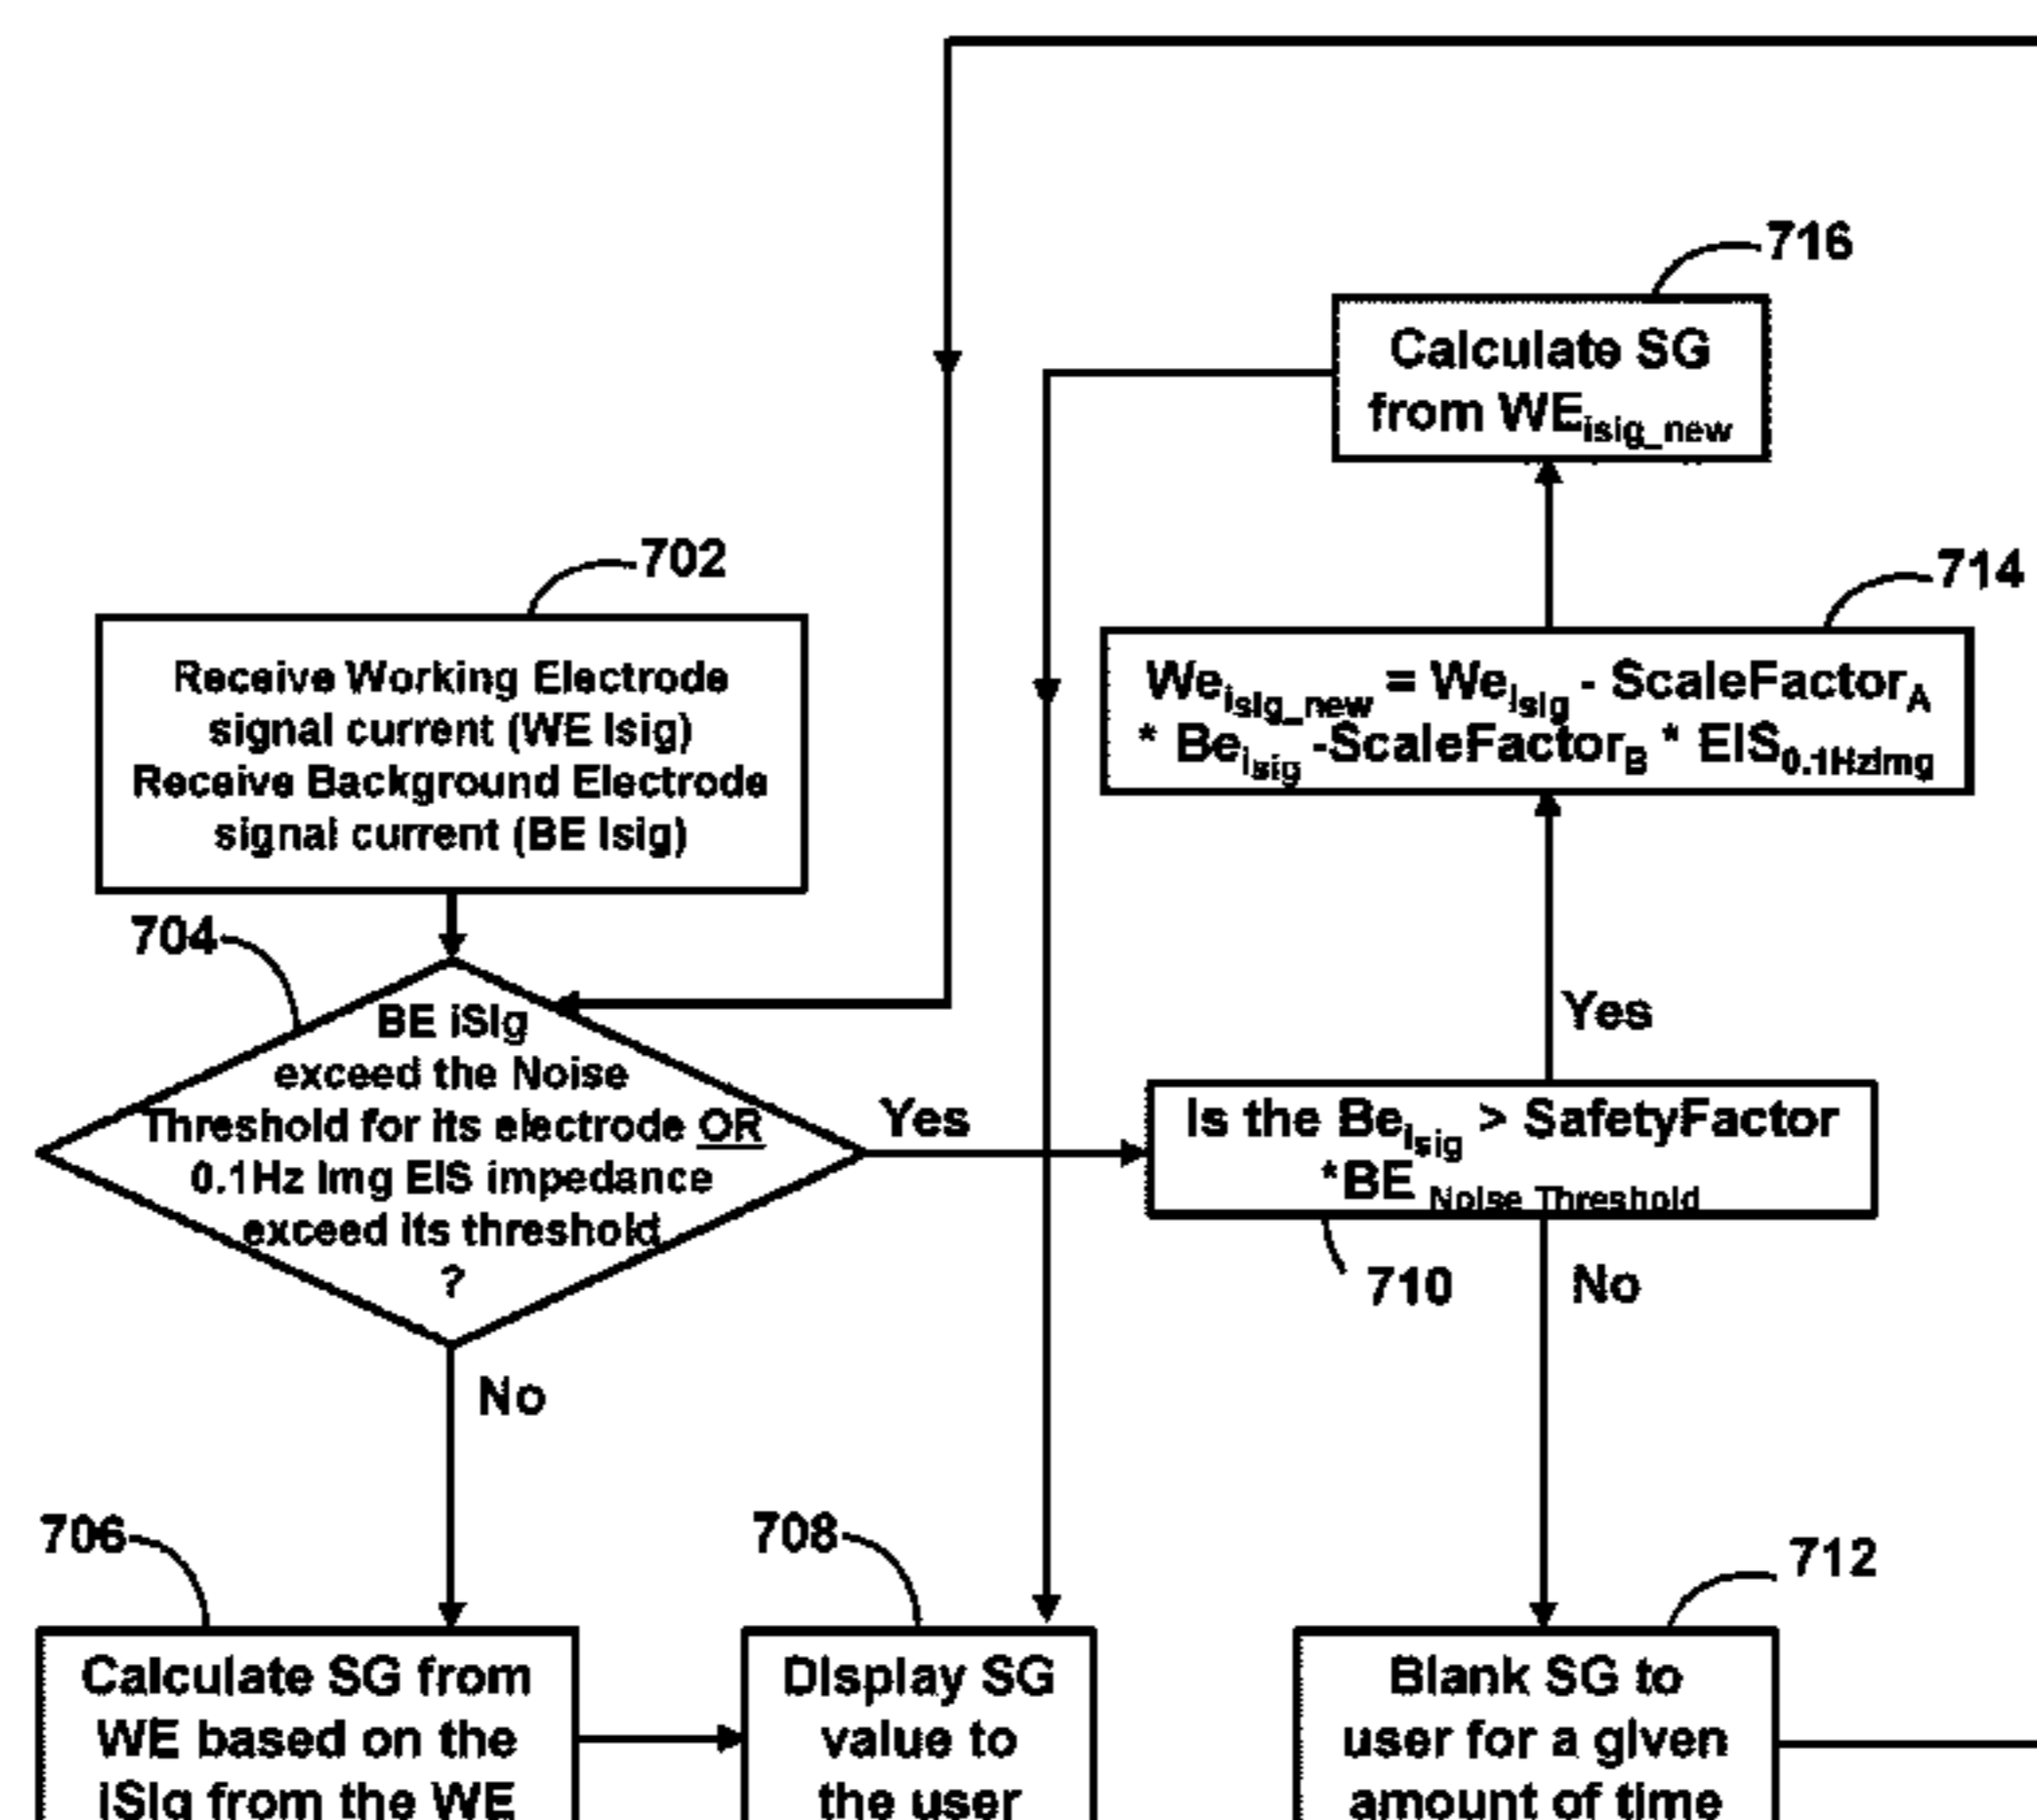 716
Calculate SG
from WEisig_new
702
714
Receive Working Electrode
signal current (WE Isig)
Receive Background Electrode
signal current (BE Isig)
Weisig_new = Weisig - ScaleFactorA
* Beisig -ScaleFactorB * EIS0.1HzImg
704
BE iSig
exceed the Noise
Threshold for its electrode OR
0.1Hz Img EIS impedance
exceed its threshold
?
Yes
Yes
Is the Beisig > SafetyFactor
*BE Noise Threshold
710
No
No
706
Calculate SG from
WE based on the
iSig from the WE
708
Display SG
value to
the user
712
Blank SG to
user for a given
amount of time